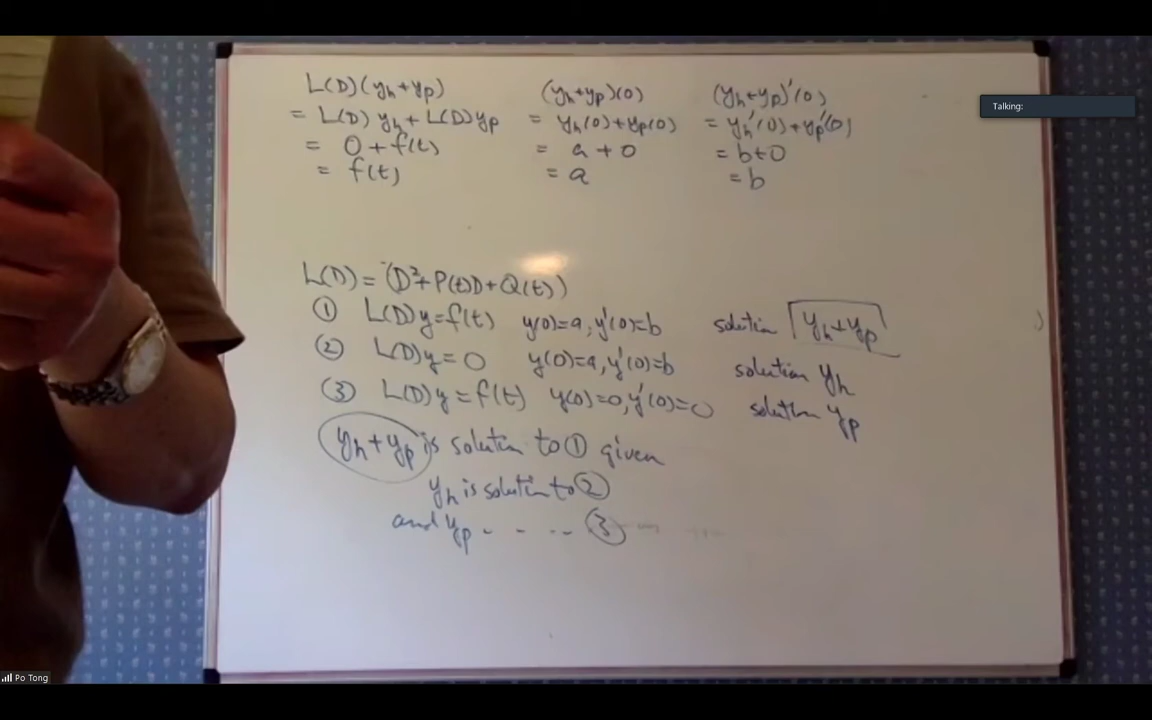 L(D)(yₕ+yₚ)
= L(D) yₕ + L(D) yₚ
= 0 + f(t)
= f(t)
(yₕ+yₚ)(0)
= yₕ(0)+yₚ(0)
= a + 0
= a
(yₕ+yₚ)'(0)
= yₕ'(0)+yₚ'(0)
= b+0
= b
Talking:
L(D) = (D²+P(t)D+Q(t))
① L(D)y=f(t) y(0)=a, y'(0)=b solution yₕ+yₚ
② L(D)y=0 y(0)=a, y'(0)=b solution yₕ
③ L(D)y=f(t) y(0)=0, y'(0)=0 solution yₚ
yₕ+yₚ is solution to ① given
yₕ is solution to ②
and yₚ - - -- ③
Po Tong